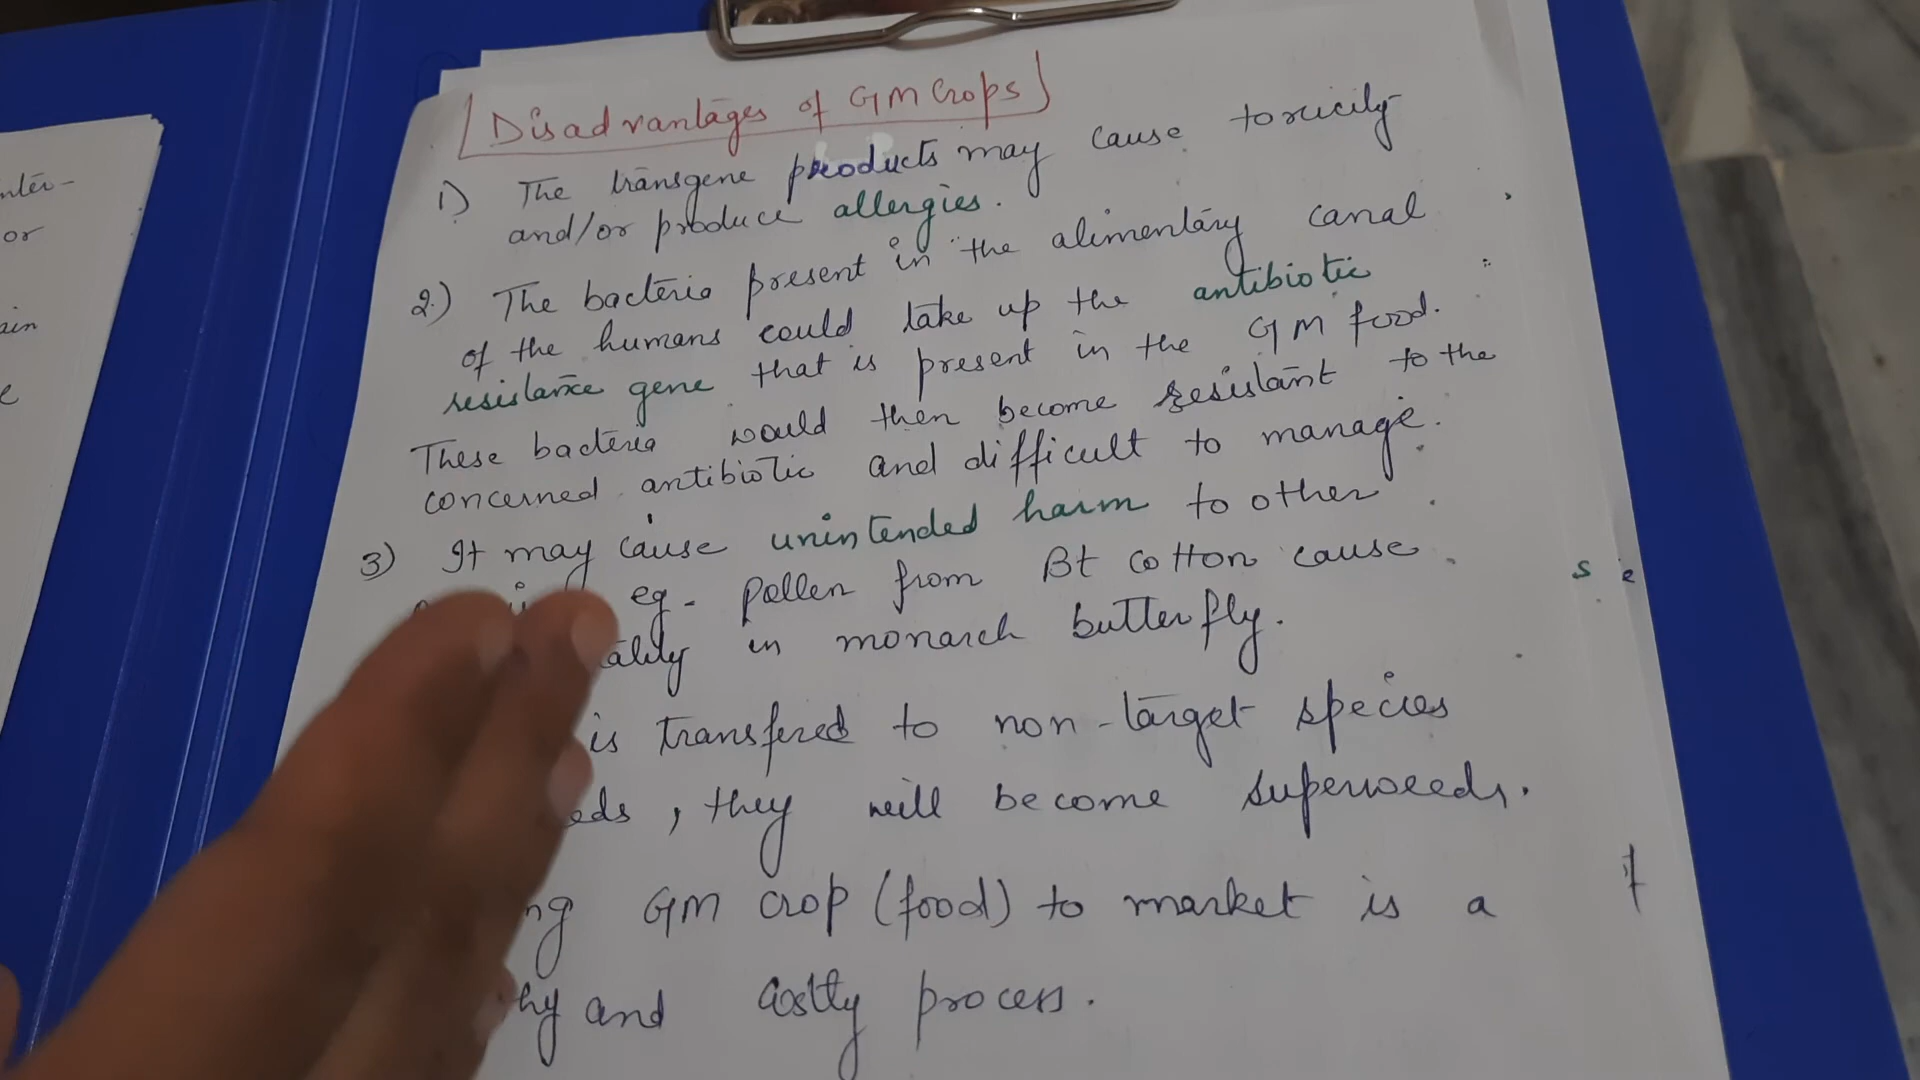 Disadvantages of GM Crops
1) The transgene products may cause toxicity
and/or produce allergies.
2.) The bacteria present in the alimentary canal
of the humans could take up the antibiotic
resistance gene that is present in the GM food.
These bacteria would then become resistant to the
concerned antibiotic and difficult to manage.
3) It may cause unintended harm to other
eg - Pollen from Bt cotton cause
in monarch butterfly.
is transfered to non-target species
eds, they will become superweeds.
ng GM crop (food) to market is a
hy and costly process.
or